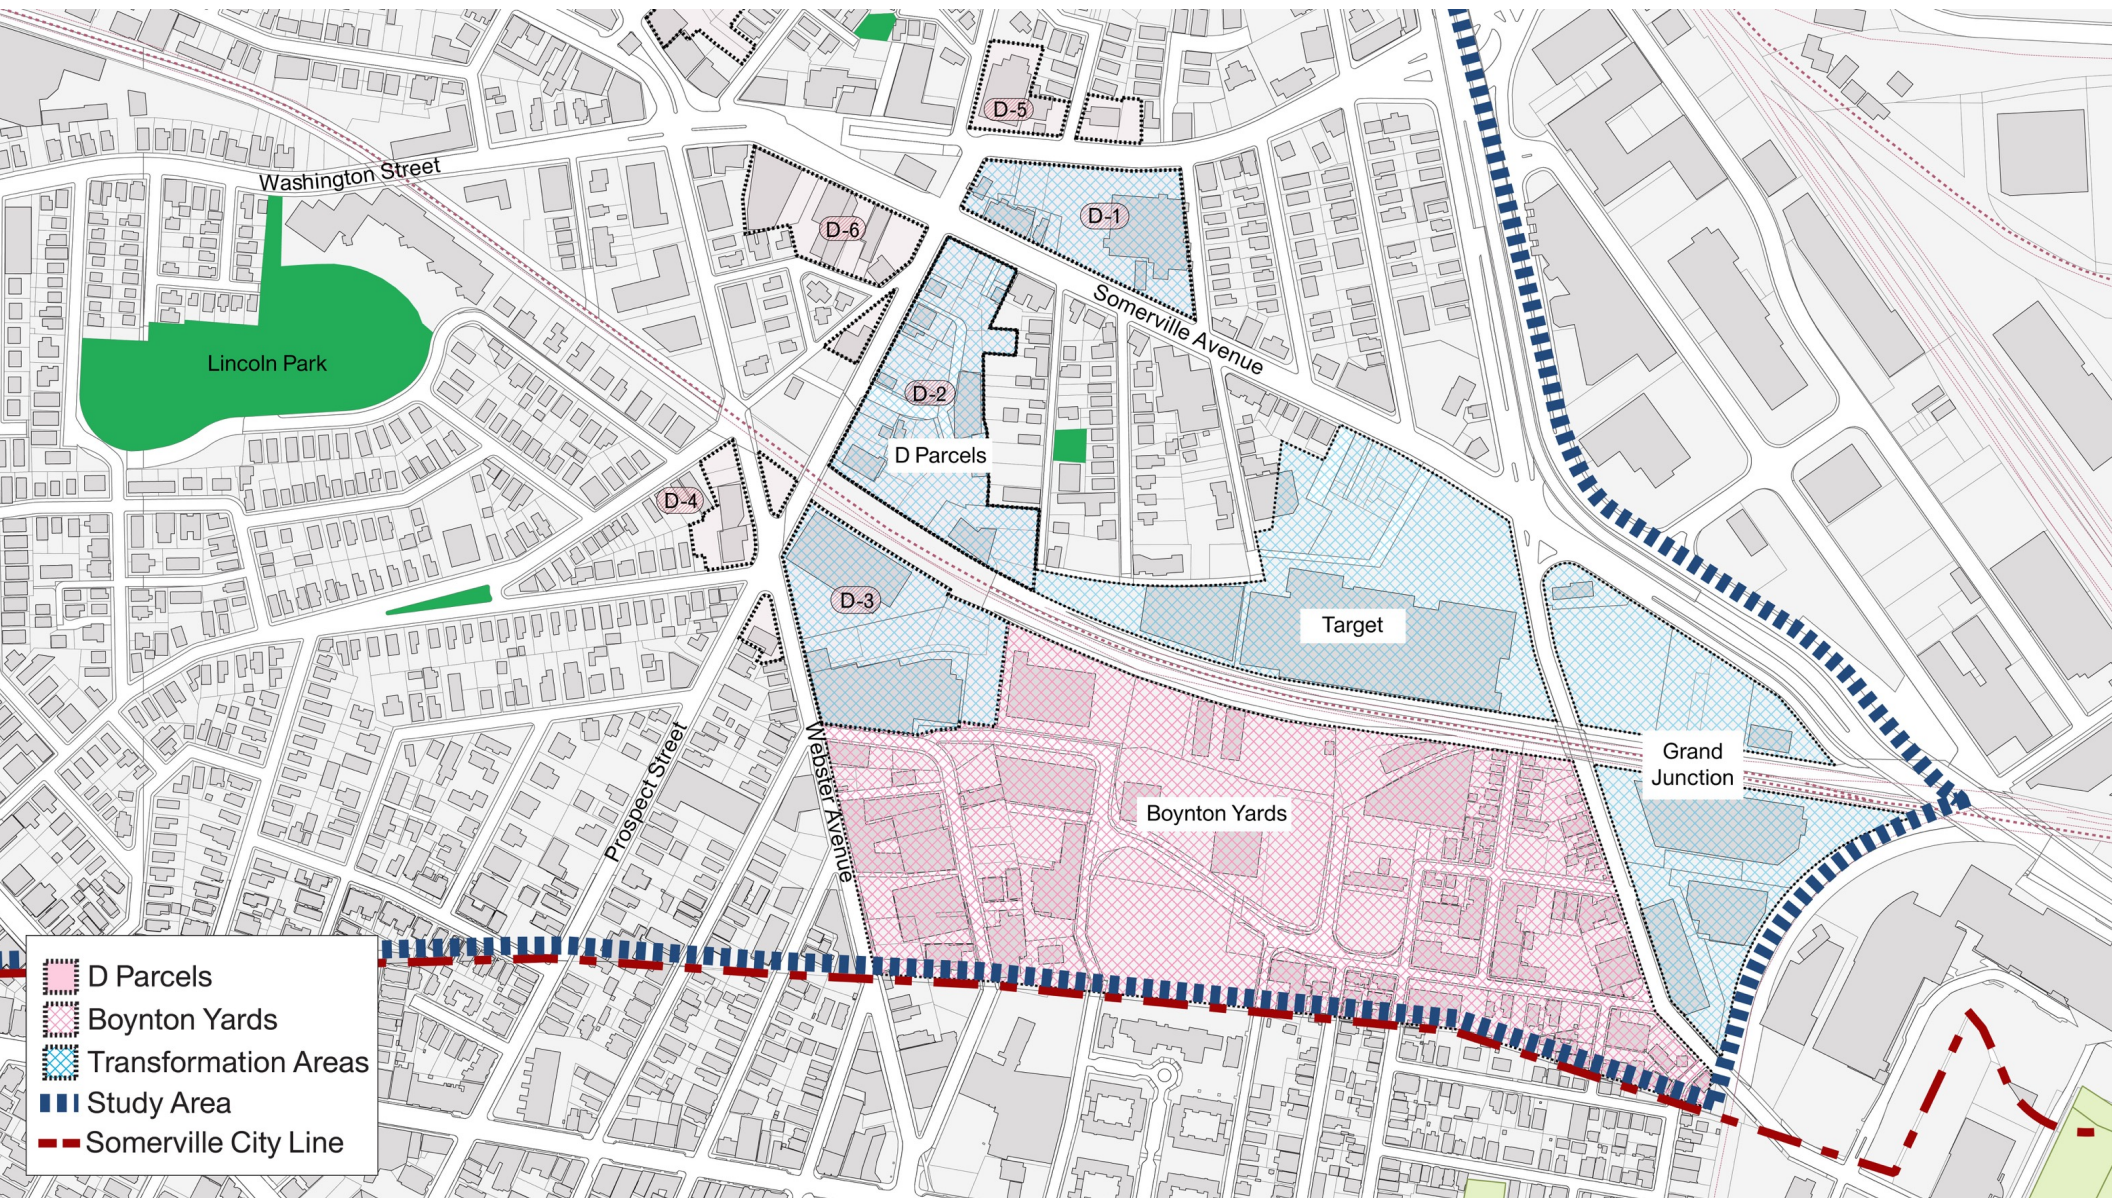 D-5
Washington Street
D-1
D-6
Somerville Avenue
Lincoln Park
D-2
D Parcels
D-4
D-3
Target
Grand
Junction
Boynton Yards
Prospect Street
Webster Avenue
D Parcels
Boynton Yards
Transformation Areas
Study Area
Somerville City Line